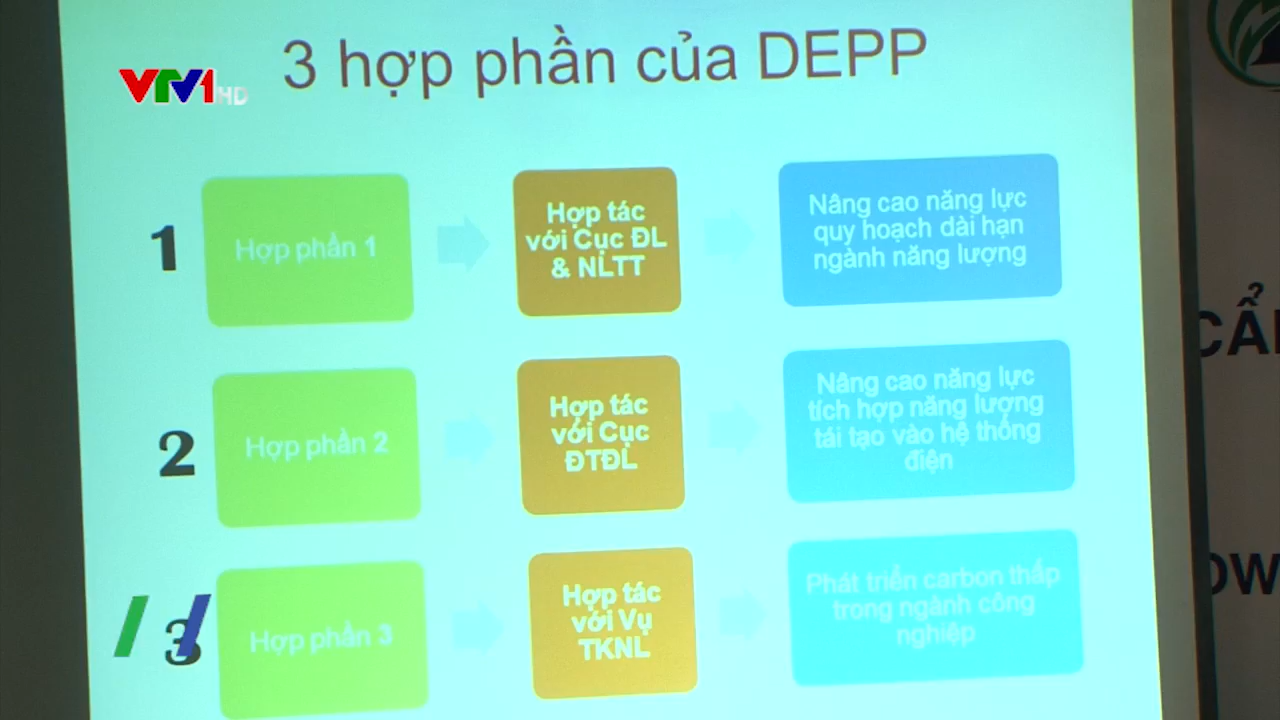 3 hợp phần của DEPP
VTV1 HD
1
Hợp phần 1
Hợp tác
với Cục ĐL
& NLTT
Nâng cao năng lực
quy hoạch dài hạn
ngành năng lượng
2
Hợp phần 2
Hợp tác
với Cục
ĐTĐL
Nâng cao năng lực
tích hợp năng lượng
tái tạo vào hệ thống
điện
3
Hợp phần 3
Hợp tác
với Vụ
TKNL
Phát triển carbon thấp
trong ngành công
nghiệp